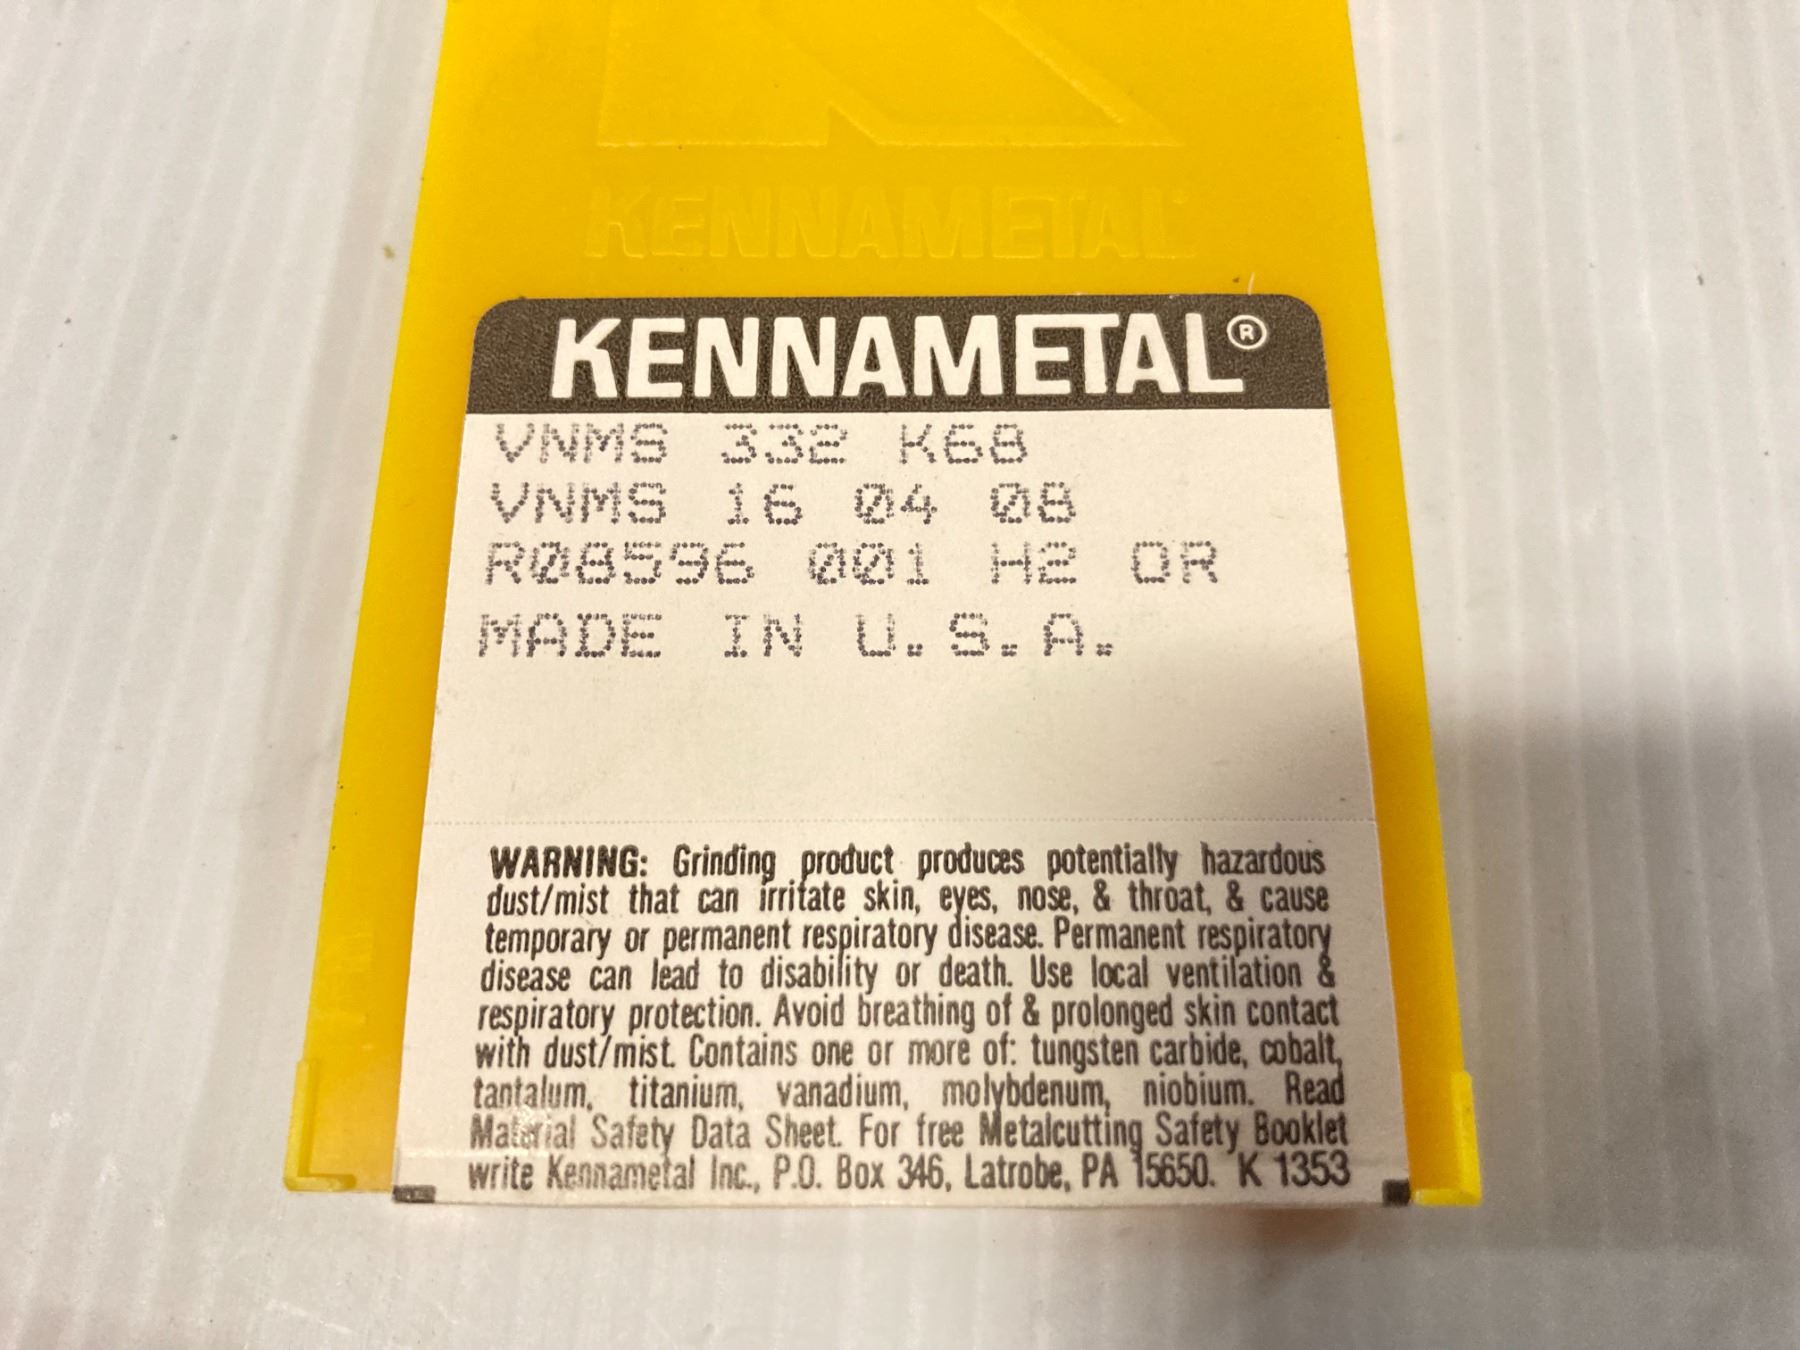 KENNAMETAL
KENNAMETAL®
VNMS 332 K68
VNMS 16 04 08
R08596 001 H2 OR
MADE IN U.S.A.
WARNING: Grinding product produces potentially hazardous
dust/mist that can irritate skin, eyes, nose, & throat, & cause
temporary or permanent respiratory disease. Permanent respiratory
disease can lead to disability or death. Use local ventilation &
respiratory protection. Avoid breathing of & prolonged skin contact
with dust/mist. Contains one or more of: tungsten carbide, cobalt,
tantalum, titanium, vanadium, molybdenum, niobium. Read
Material Safety Data Sheet. For free Metalcutting Safety Booklet
write Kennametal Inc., P.O. Box 346, Latrobe, PA 15650. K 1353